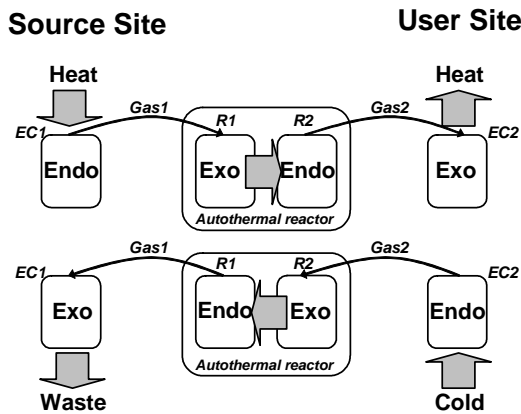 Source Site
User Site
Heat
Heat
Gas1
R1
R2
Gas2
EC1
EC2
Endo
Exo
Endo
Exo
Autothermal reactor
Gas1
R1
R2
Gas2
EC1
EC2
Exo
Endo
Exo
Endo
Autothermal reactor
Waste
Cold